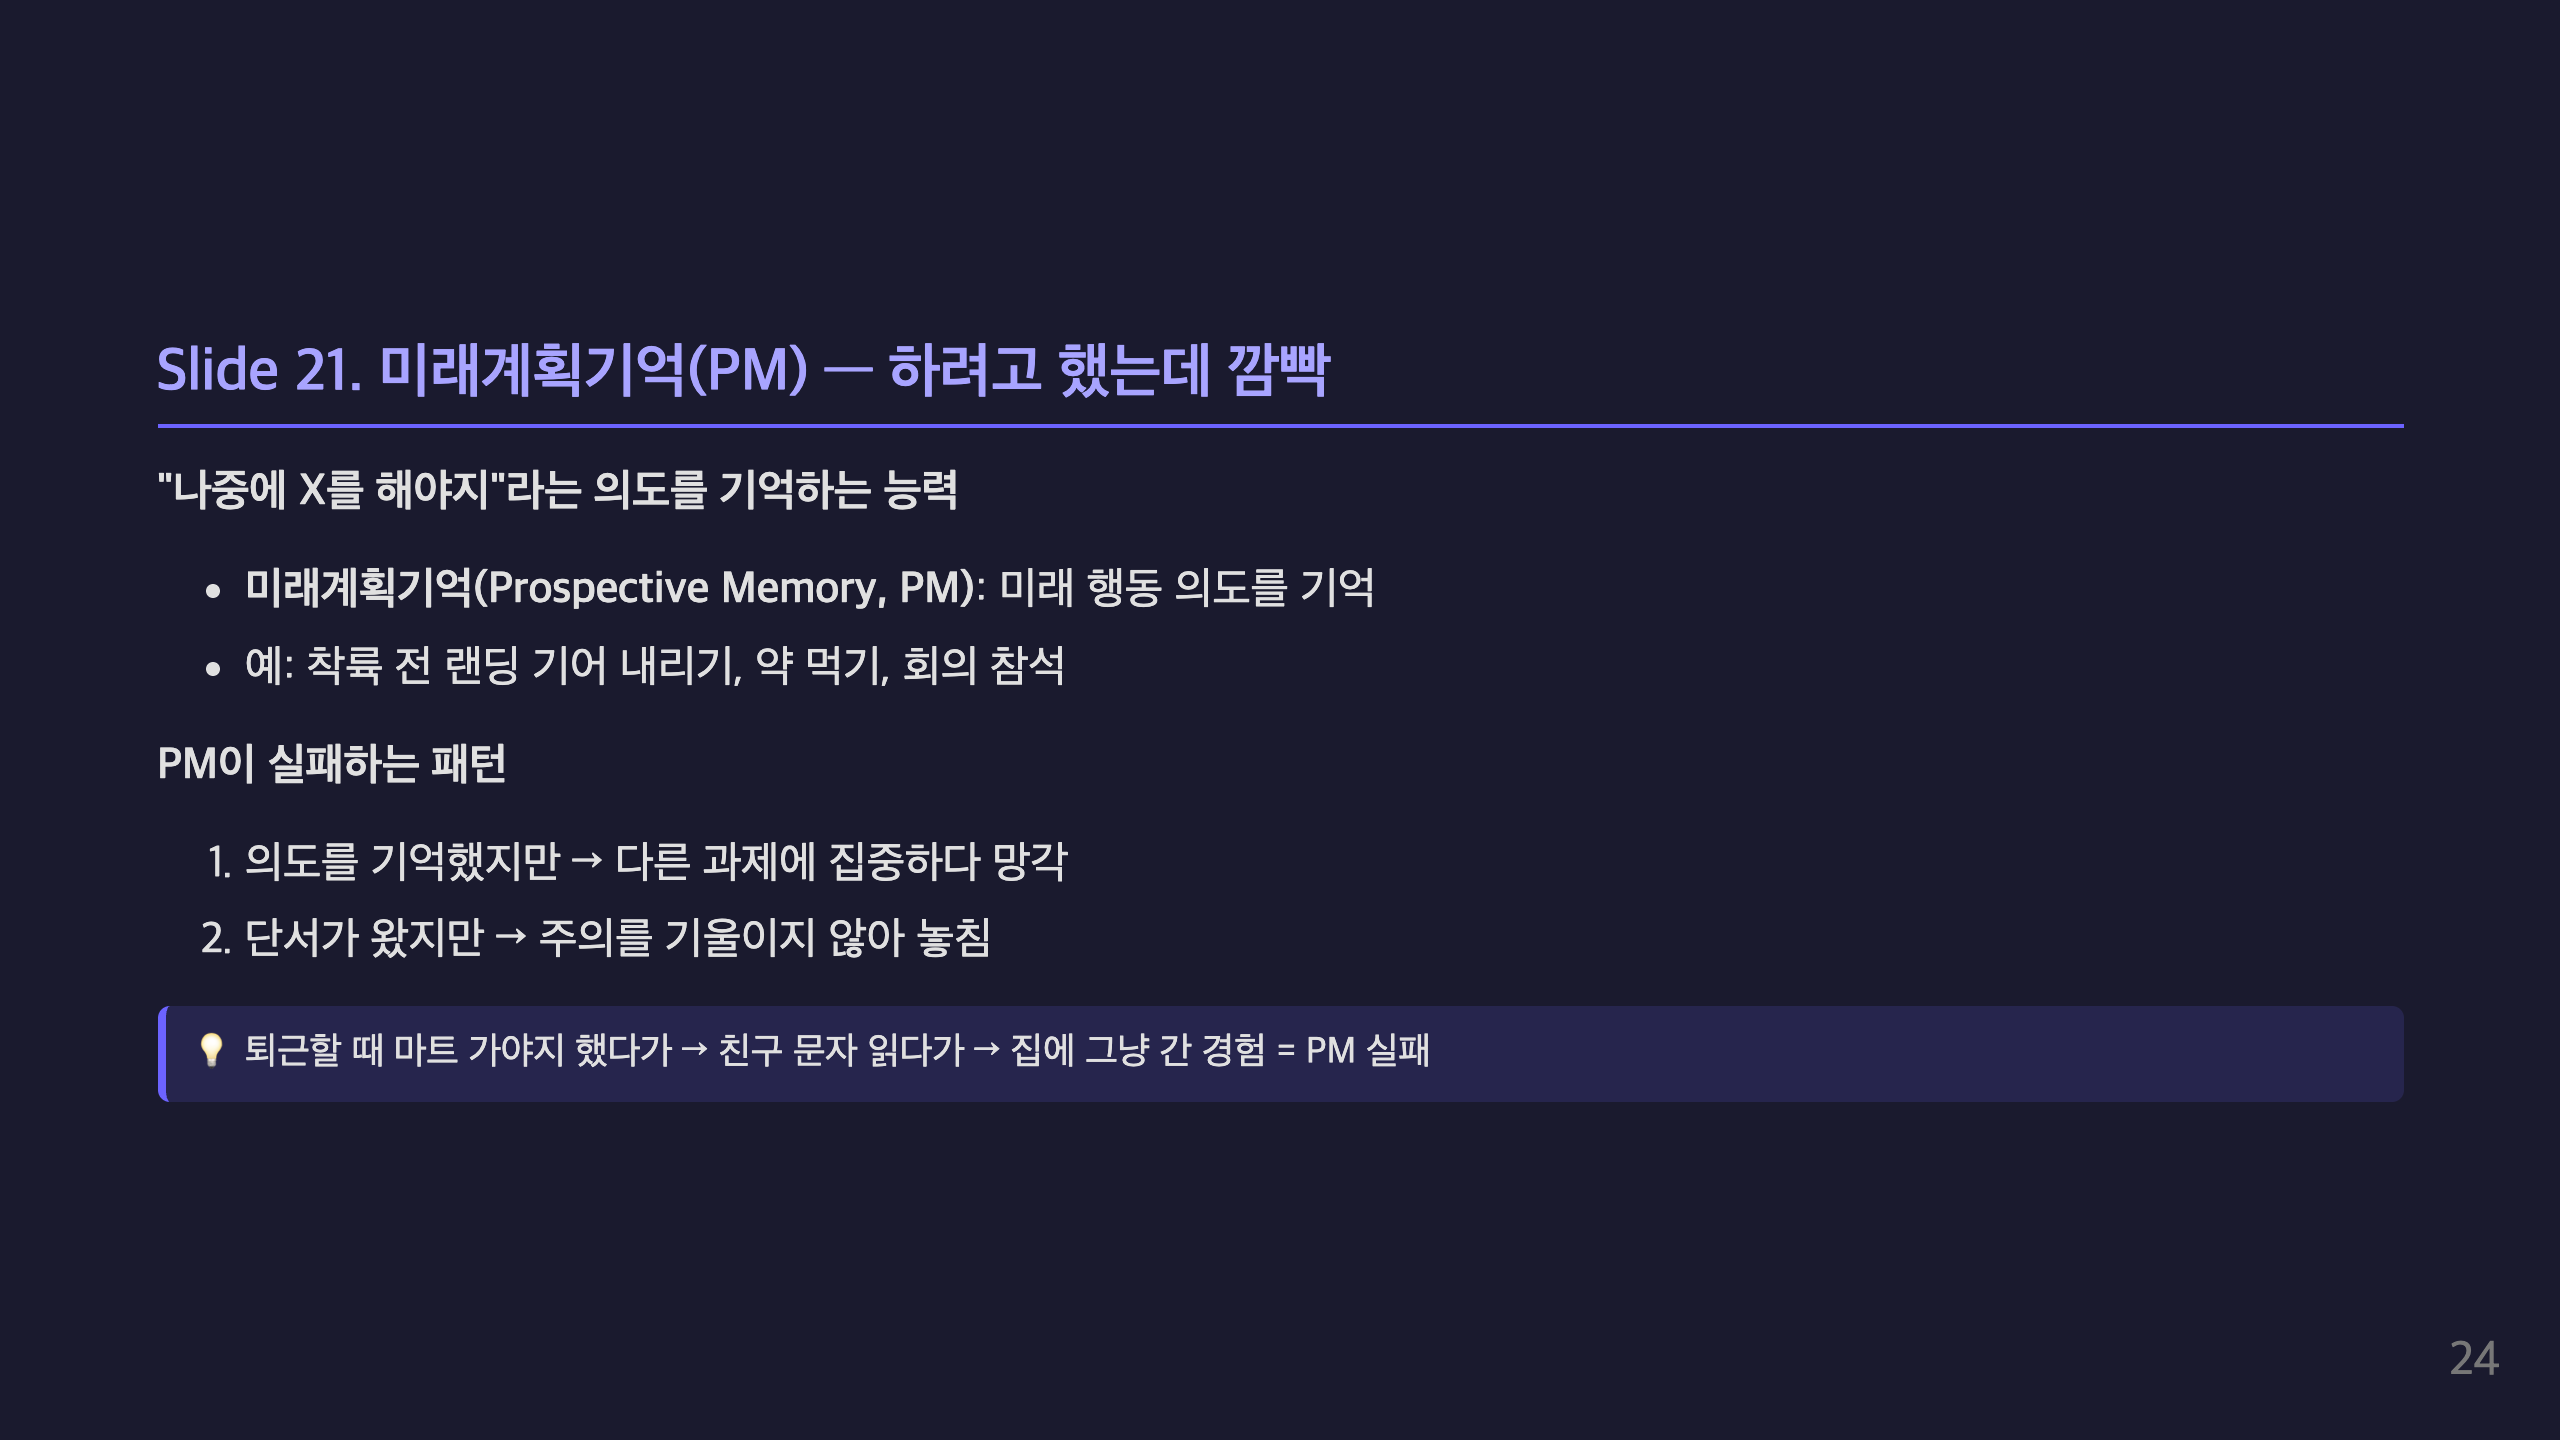 Slide 21. 미래계획기억(PM) — 하려고 했는데 깜빡
"나중에 X를 해야지"라는 의도를 기억하는 능력
• 미래계획기억(Prospective Memory, PM): 미래 행동 의도를 기억
• 예: 착륙 전 랜딩 기어 내리기, 약 먹기, 회의 참석
PM이 실패하는 패턴
1. 의도를 기억했지만 → 다른 과제에 집중하다 망각
2. 단서가 왔지만 → 주의를 기울이지 않아 놓침
💡 퇴근할 때 마트 가야지 했다가 → 친구 문자 읽다가 → 집에 그냥 간 경험 = PM 실패
24